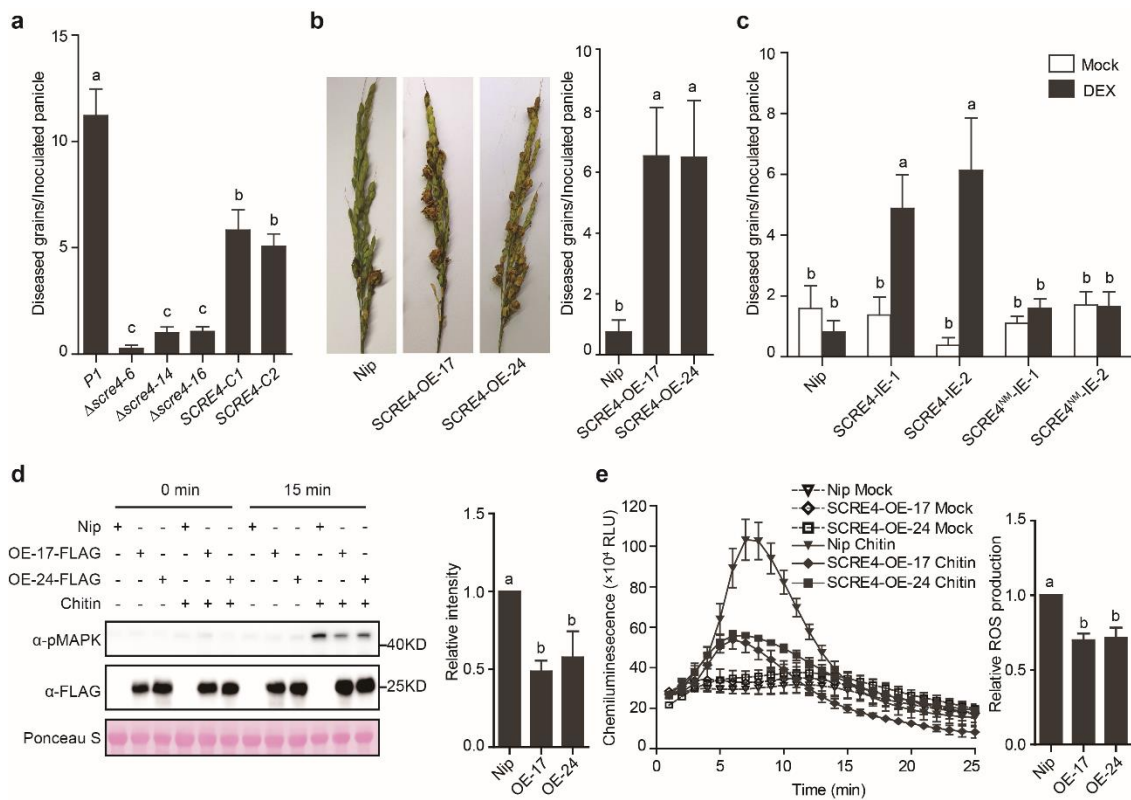 a
Diseased grains/Inoculated panicle
15
10
5
0
a
c
c
c
b
b
P1
Δscre4-6
Δscre4-14
Δscre4-16
SCRE4-C1
SCRE4-C2
b
Nip
SCRE4-OE-17
SCRE4-OE-24
Diseased grains/Inoculated panicle
10
8
6
4
2
0
b
a
a
Nip
SCRE4-OE-17
SCRE4-OE-24
c
Diseased grains/Inoculated panicle
10
8
6
4
2
0
Mock
DEX
b
b
b
a
b
a
b
b
b
b
Nip
SCRE4-IE-1
SCRE4-IE-2
SCRE4ᴺᴹ-IE-1
SCRE4ᴺᴹ-IE-2
d
0 min 15 min
Nip + - - + - - + - - + - -
OE-17-FLAG - + - - + - - + - - + -
OE-24-FLAG - - + - - + - - + - - +
Chitin - - - + + + - - - + + +
α-pMAPK
40KD
α-FLAG
25KD
Ponceau S
Relative intensity
1.5
1.0
0.5
0.0
a
b
b
Nip
OE-17
OE-24
e
Chemiluminesecence (×10⁴ RLU)
120
100
80
60
40
20
0
Nip Mock
SCRE4-OE-17 Mock
SCRE4-OE-24 Mock
Nip Chitin
SCRE4-OE-17 Chitin
SCRE4-OE-24 Chitin
0 5 10 15 20 25
Time (min)
Relative ROS production
1.5
1.0
0.5
0.0
a
b
b
Nip
OE-17
OE-24